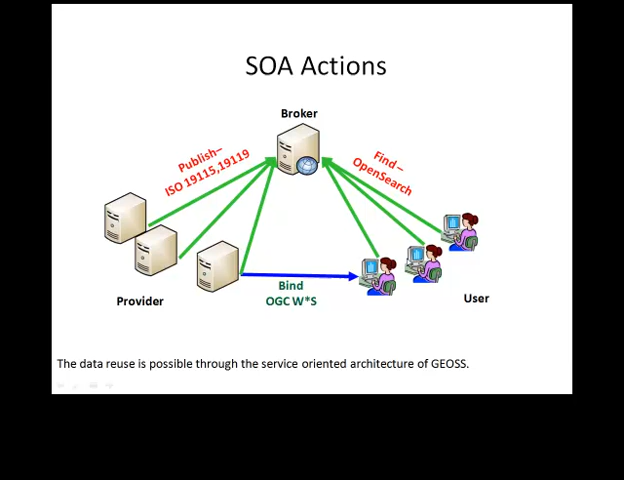 SOA Actions
Broker
Publish–
ISO 19115,19119
Find–
OpenSearch
Bind
OGC W*S
Provider
User
The data reuse is possible through the service oriented architecture of GEOSS.